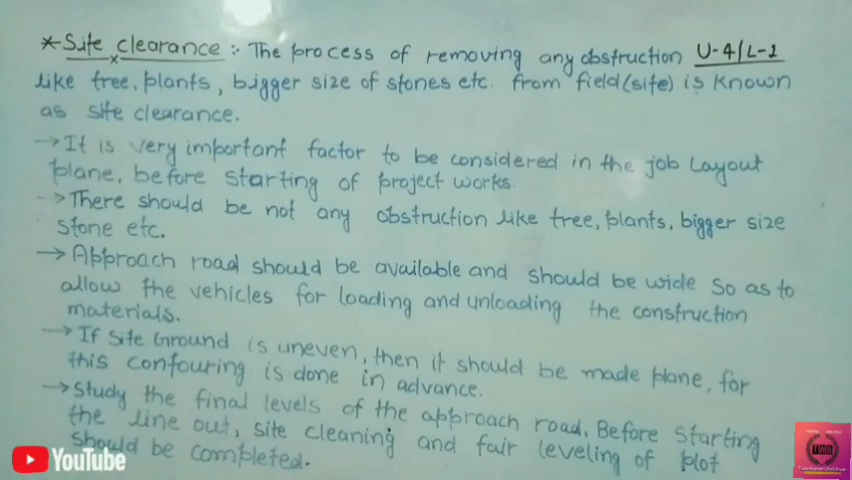 *Site clearance :- The process of removing any obstruction U-4/L-1
like tree, plants, bigger size of stones etc. from field (site) is known
as site clearance.
→ It is very important factor to be considered in the job Layout
plane, before starting of project works.
→ There should be not any obstruction like tree, plants, bigger size
stone etc.
→ Approach road should be available and should be wide so as to
allow the vehicles for loading and unloading the construction
materials.
→ If Site Ground is uneven, then it should be made plane, for
this contouring is done in advance.
→ Study the final levels of the approach road, Before starting
the line out, site cleaning and fair leveling of plot
should be completed.
YouTube